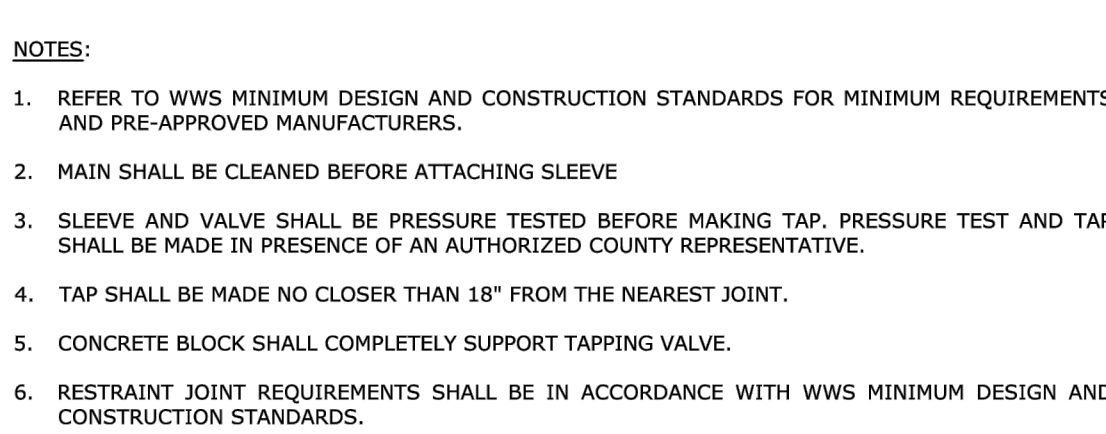 NOTES:
1. REFER TO WWS MINIMUM DESIGN AND CONSTRUCTION STANDARDS FOR MINIMUM REQUIREMENTS
AND PRE-APPROVED MANUFACTURERS.
2. MAIN SHALL BE CLEANED BEFORE ATTACHING SLEEVE
3. SLEEVE AND VALVE SHALL BE PRESSURE TESTED BEFORE MAKING TAP. PRESSURE TEST AND TAP
SHALL BE MADE IN PRESENCE OF AN AUTHORIZED COUNTY REPRESENTATIVE.
4. TAP SHALL BE MADE NO CLOSER THAN 18" FROM THE NEAREST JOINT.
5. CONCRETE BLOCK SHALL COMPLETELY SUPPORT TAPPING VALVE.
6. RESTRAINT JOINT REQUIREMENTS SHALL BE IN ACCORDANCE WITH WWS MINIMUM DESIGN AND
CONSTRUCTION STANDARDS.